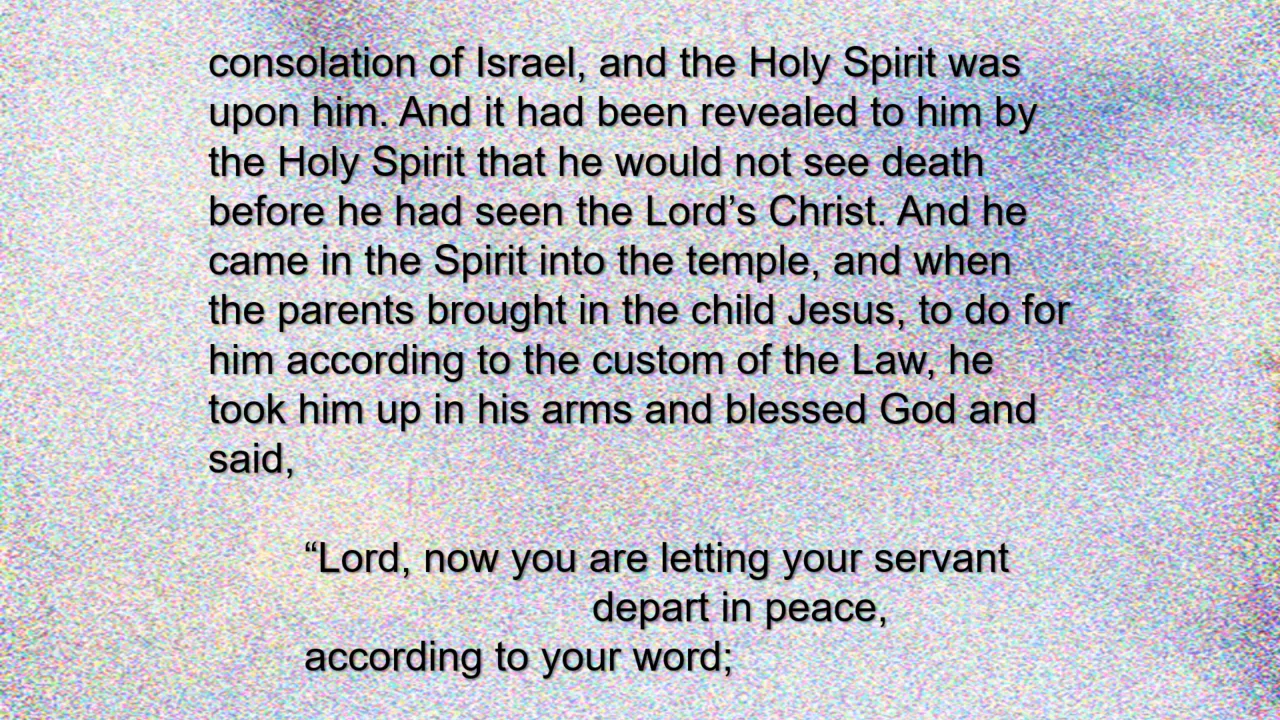 consolation of Israel, and the Holy Spirit was
upon him. And it had been revealed to him by
the Holy Spirit that he would not see death
before he had seen the Lord’s Christ. And he
came in the Spirit into the temple, and when
the parents brought in the child Jesus, to do for
him according to the custom of the Law, he
took him up in his arms and blessed God and
said,
“Lord, now you are letting your servant
depart in peace,
according to your word;